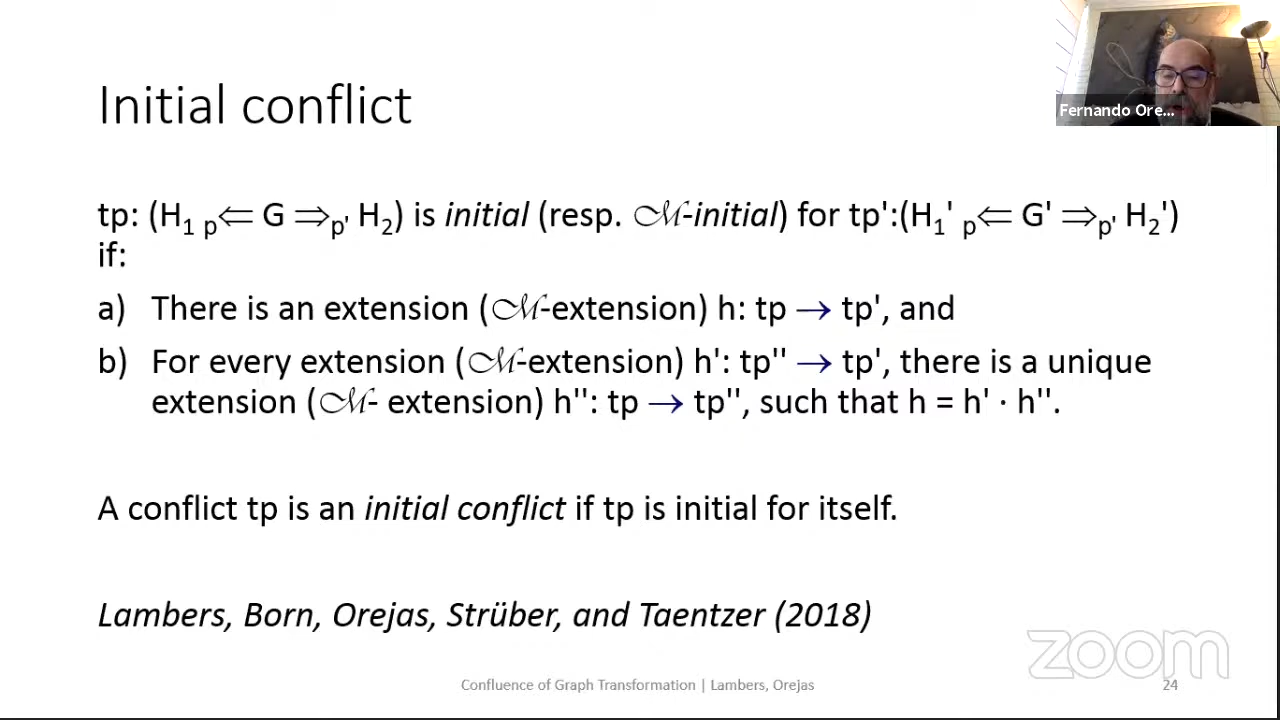 Fernando Ore...
Initial conflict
tp: (H₁ ₚ⇐ G ⇒ₚ' H₂) is initial (resp. ℳ-initial) for tp':(H₁' ₚ⇐ G' ⇒ₚ' H₂')
if:
a) There is an extension (ℳ-extension) h: tp → tp', and
b) For every extension (ℳ-extension) h': tp'' → tp', there is a unique
extension (ℳ- extension) h'': tp → tp'', such that h = h' · h''.
A conflict tp is an initial conflict if tp is initial for itself.
Lambers, Born, Orejas, Strüber, and Taentzer (2018)
zoom
Confluence of Graph Transformation | Lambers, Orejas
24